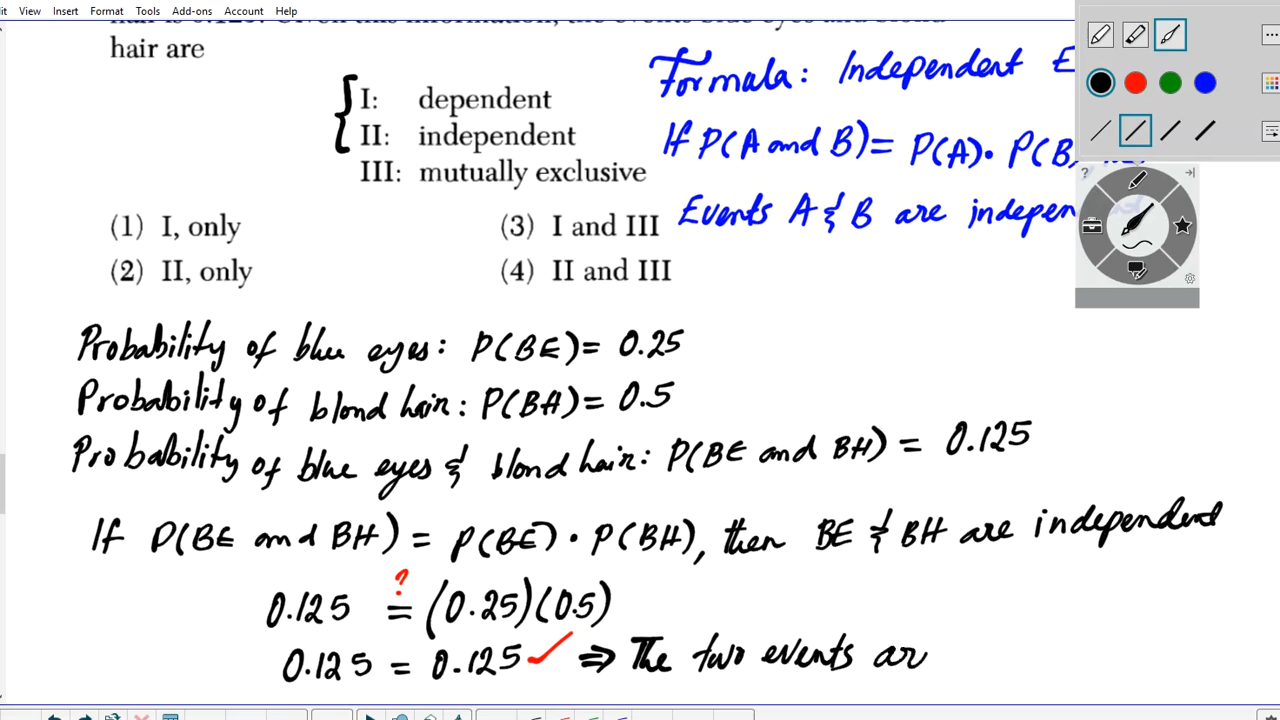 it View Insert Format Tools Add-ons Account Help
hair are
I: dependent
II: independent
III: mutually exclusive
(1) I, only (3) I and III
(2) II, only (4) II and III
Formula: Independent E
If P(A and B) = P(A) · P(B)
Events A & B are indepen
Probability of blue eyes: P(BE) = 0.25
Probability of blond hair: P(BH) = 0.5
Probability of blue eyes & blond hair: P(BE and BH) = 0.125
If P(BE and BH) = P(BE) · P(BH), then BE & BH are independent
0.125 ?= (0.25)(0.5)
0.125 = 0.125 ✓ ⇒ The two events ar